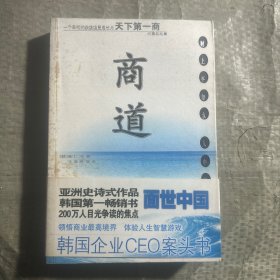 天下第一商
商道
亚洲史诗式作品
韩国第一畅销书
200万人目光争读的焦点
面世中国
领悟商业最高境界 体验人生智慧游戏
韩国企业CEO案头书